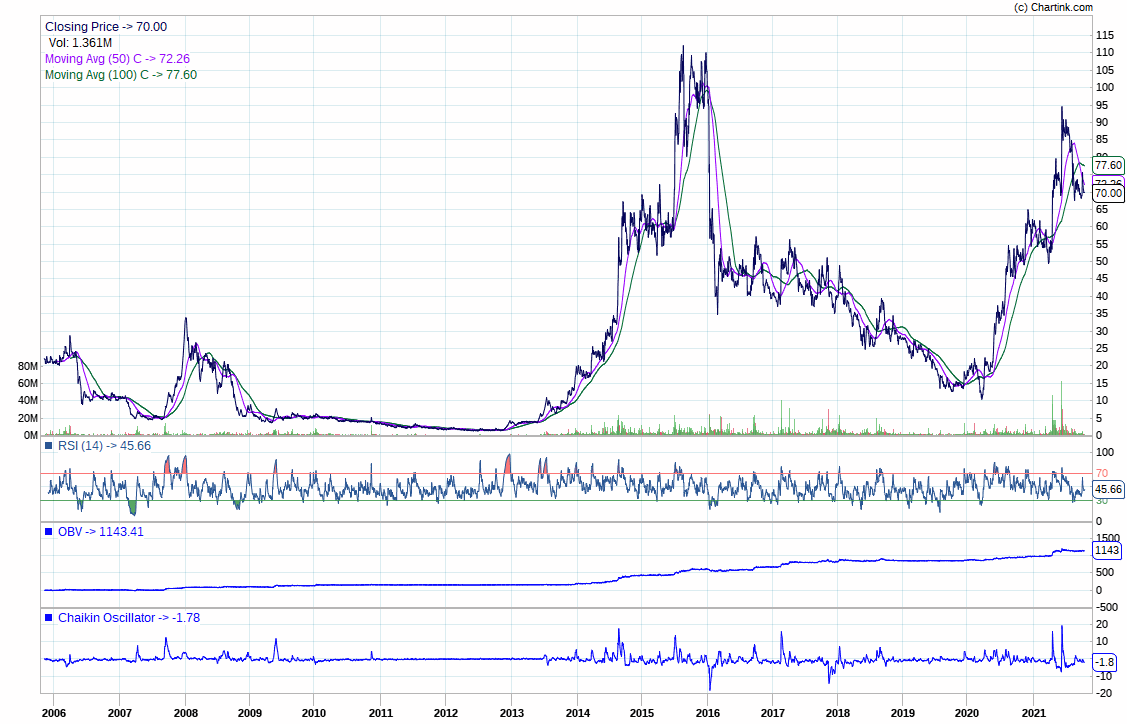 (c) Chartink.com
Closing Price -> 70.00
Vol: 1.361M
Moving Avg (50) C -> 72.26
Moving Avg (100) C -> 77.60
115
110
105
100
95
90
85
80
77.60
72.26
70.00
65
60
55
50
45
40
35
30
25
20
15
10
5
0
80M
60M
40M
20M
0M
RSI (14) -> 45.66
100
70
45.66
30
0
OBV -> 1143.41
1500
1143
500
0
-500
Chaikin Oscillator -> -1.78
20
10
-1.8
-10
-20
2006 2007 2008 2009 2010 2011 2012 2013 2014 2015 2016 2017 2018 2019 2020 2021